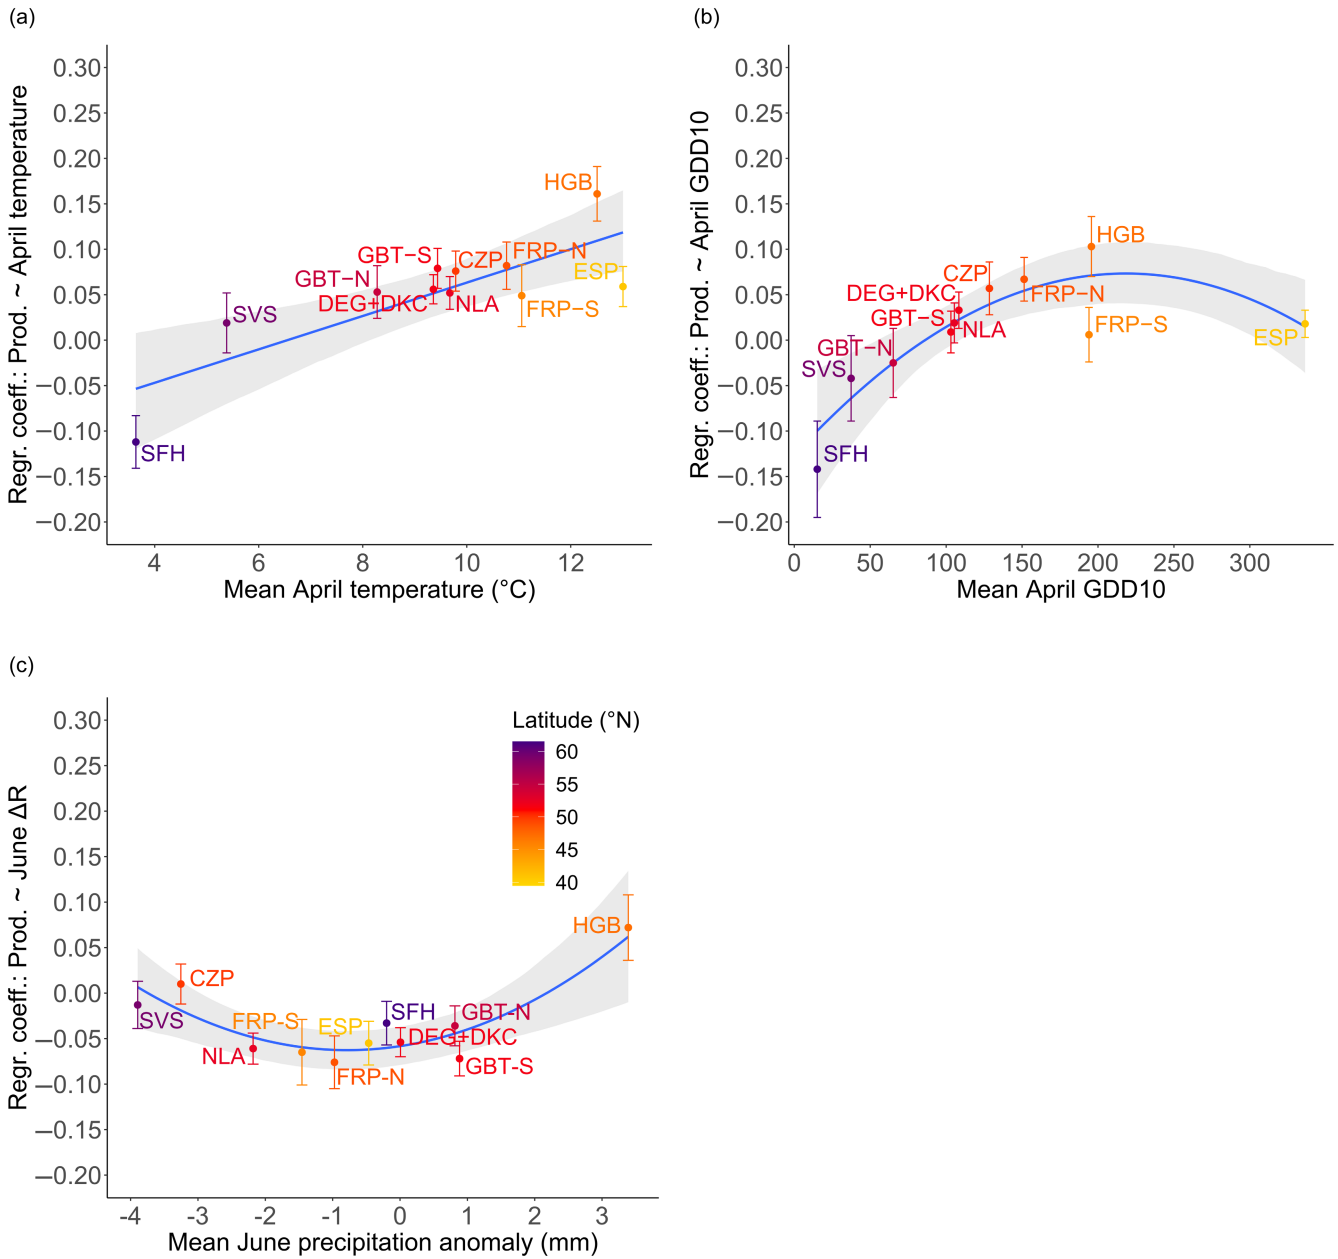 (a)
Regr. coeff.: Prod. ~ April temperature
0.30
0.25
0.20
0.15
0.10
0.05
0.00
−0.05
−0.10
−0.15
−0.20
HGB
GBT−S
CZP
FRP−N
GBT−N
ESP
DEG+DKC
NLA
FRP−S
SVS
SFH
4 6 8 10 12
Mean April temperature (°C)
(b)
Regr. coeff.: Prod. ~ April GDD10
0.30
0.25
0.20
0.15
0.10
0.05
0.00
−0.05
−0.10
−0.15
−0.20
HGB
CZP
DEG+DKC
FRP−N
GBT−S
NLA
FRP−S
GBT−N
ESP
SVS
SFH
0 50 100 150 200 250 300
Mean April GDD10
(c)
Regr. coeff.: Prod. ~ June ΔR
0.30
0.25
0.20
0.15
0.10
0.05
0.00
−0.05
−0.10
−0.15
−0.20
Latitude (°N)
60
55
50
45
40
HGB
CZP
SVS
FRP-S
ESP
SFH
GBT-N
NLA
DEG+DKC
FRP-N
GBT-S
-4 -3 -2 -1 0 1 2 3
Mean June precipitation anomaly (mm)